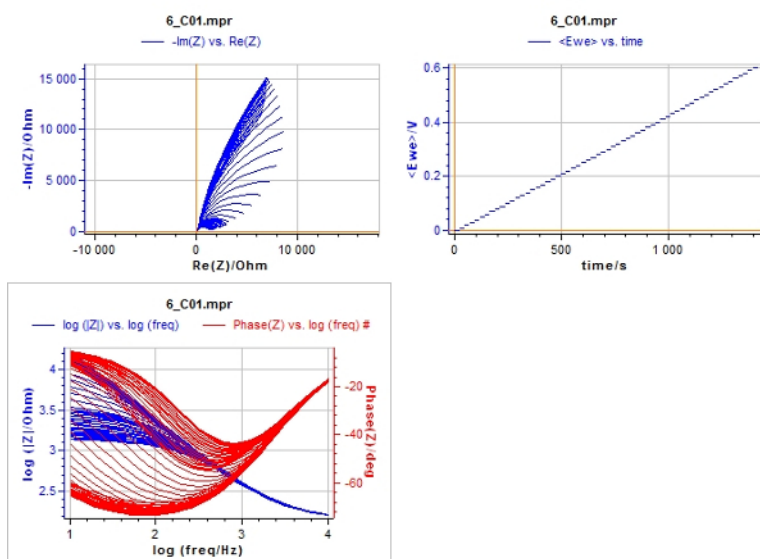 6_C01.mpr
-Im(Z) vs. Re(Z)
-Im(Z)/Ohm
15 000
10 000
5 000
0
-10 000
0
10 000
Re(Z)/Ohm
6_C01.mpr
<Ewe> vs. time
<Ewe>/V
0.6
0.4
0.2
0
0
500
1 000
time/s
6_C01.mpr
log (|Z|) vs. log (freq)
Phase(Z) vs. log (freq) #
log (|Z|/Ohm)
4
3.5
3
2.5
Phase(Z)/deg
-20
-40
-60
1
2
3
4
log (freq/Hz)